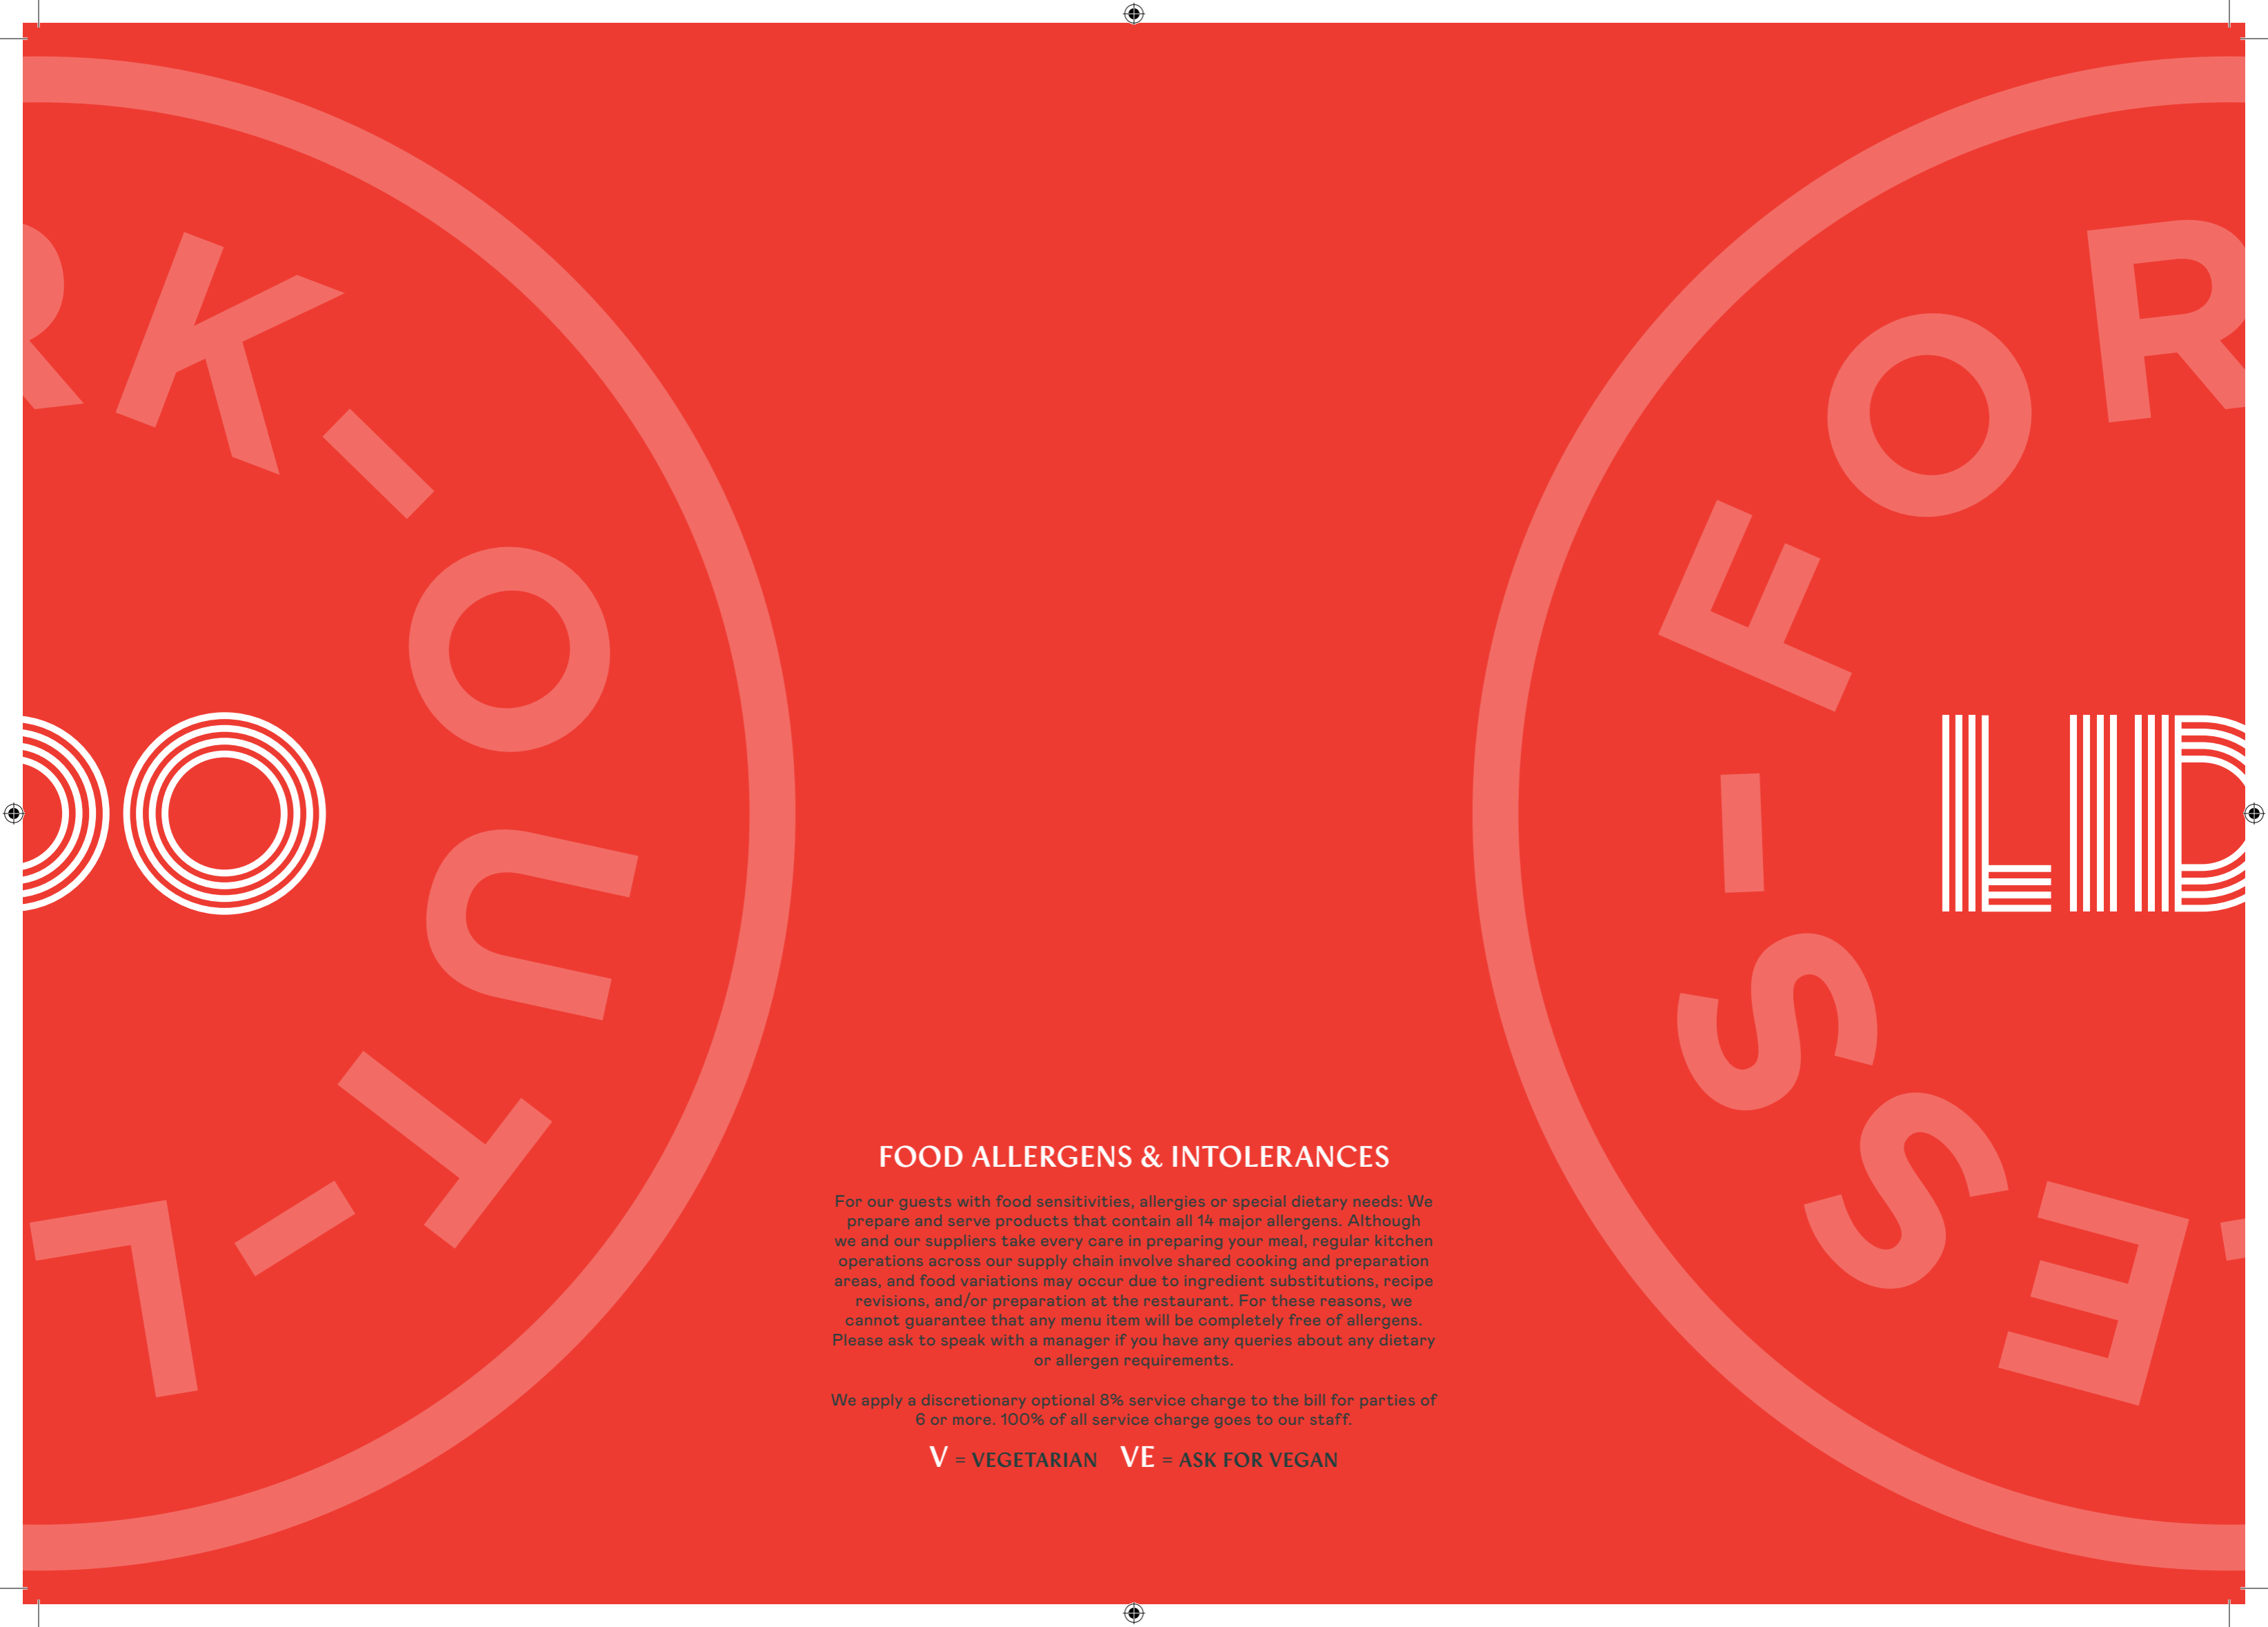 RK-OUT-L
DO
ESS-FOR
LID
FOOD ALLERGENS & INTOLERANCES
For our guests with food sensitivities, allergies or special dietary needs: We
prepare and serve products that contain all 14 major allergens. Although
we and our suppliers take every care in preparing your meal, regular kitchen
operations across our supply chain involve shared cooking and preparation
areas, and food variations may occur due to ingredient substitutions, recipe
revisions, and/or preparation at the restaurant. For these reasons, we
cannot guarantee that any menu item will be completely free of allergens.
Please ask to speak with a manager if you have any queries about any dietary
or allergen requirements.
We apply a discretionary optional 8% service charge to the bill for parties of
6 or more. 100% of all service charge goes to our staff.
V = VEGETARIAN VE = ASK FOR VEGAN